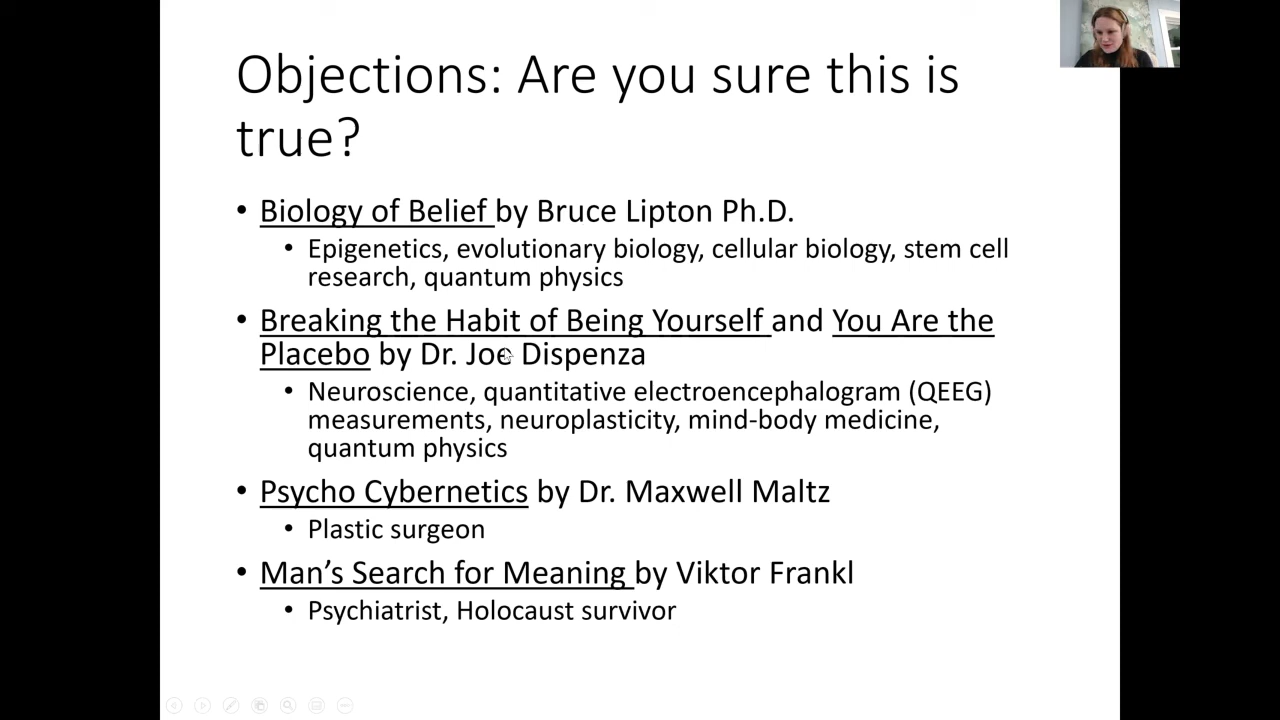 Objections: Are you sure this is
true?
• Biology of Belief by Bruce Lipton Ph.D.
• Epigenetics, evolutionary biology, cellular biology, stem cell
research, quantum physics
• Breaking the Habit of Being Yourself and You Are the
Placebo by Dr. Joe Dispenza
• Neuroscience, quantitative electroencephalogram (QEEG)
measurements, neuroplasticity, mind-body medicine,
quantum physics
• Psycho Cybernetics by Dr. Maxwell Maltz
• Plastic surgeon
• Man’s Search for Meaning by Viktor Frankl
• Psychiatrist, Holocaust survivor